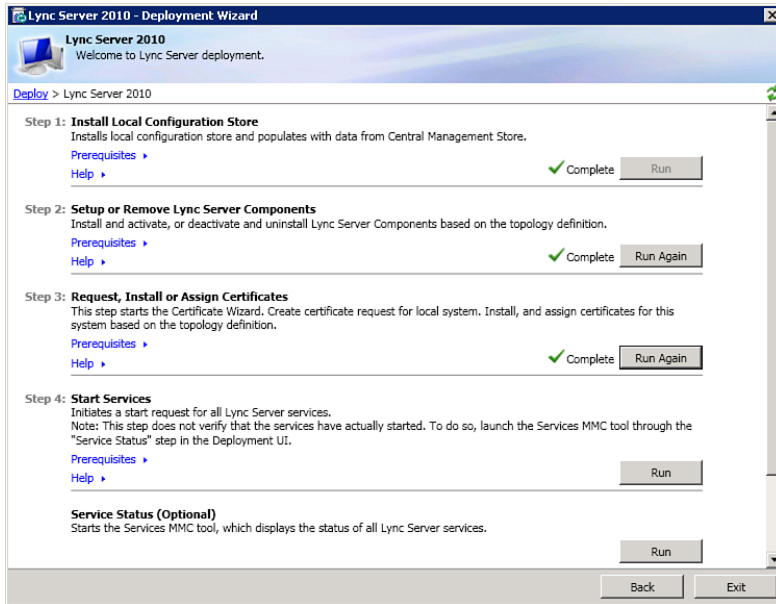 Lync Server 2010 - Deployment Wizard
Lync Server 2010
Welcome to Lync Server deployment.
Deploy > Lync Server 2010
Step 1: Install Local Configuration Store
Installs local configuration store and populates with data from Central Management Store.
Prerequisites
Help
Complete Run
Step 2: Setup or Remove Lync Server Components
Install and activate, or deactivate and uninstall Lync Server Components based on the topology definition.
Prerequisites
Help
Complete Run Again
Step 3: Request, Install or Assign Certificates
This step starts the Certificate Wizard. Create certificate request for local system. Install, and assign certificates for this
system based on the topology definition.
Prerequisites
Help
Complete Run Again
Step 4: Start Services
Initiates a start request for all Lync Server services.
Note: This step does not verify that the services have actually started. To do so, launch the Services MMC tool through the
"Service Status" step in the Deployment UI.
Prerequisites
Help
Run
Service Status (Optional)
Starts the Services MMC tool, which displays the status of all Lync Server services.
Run
Back Exit